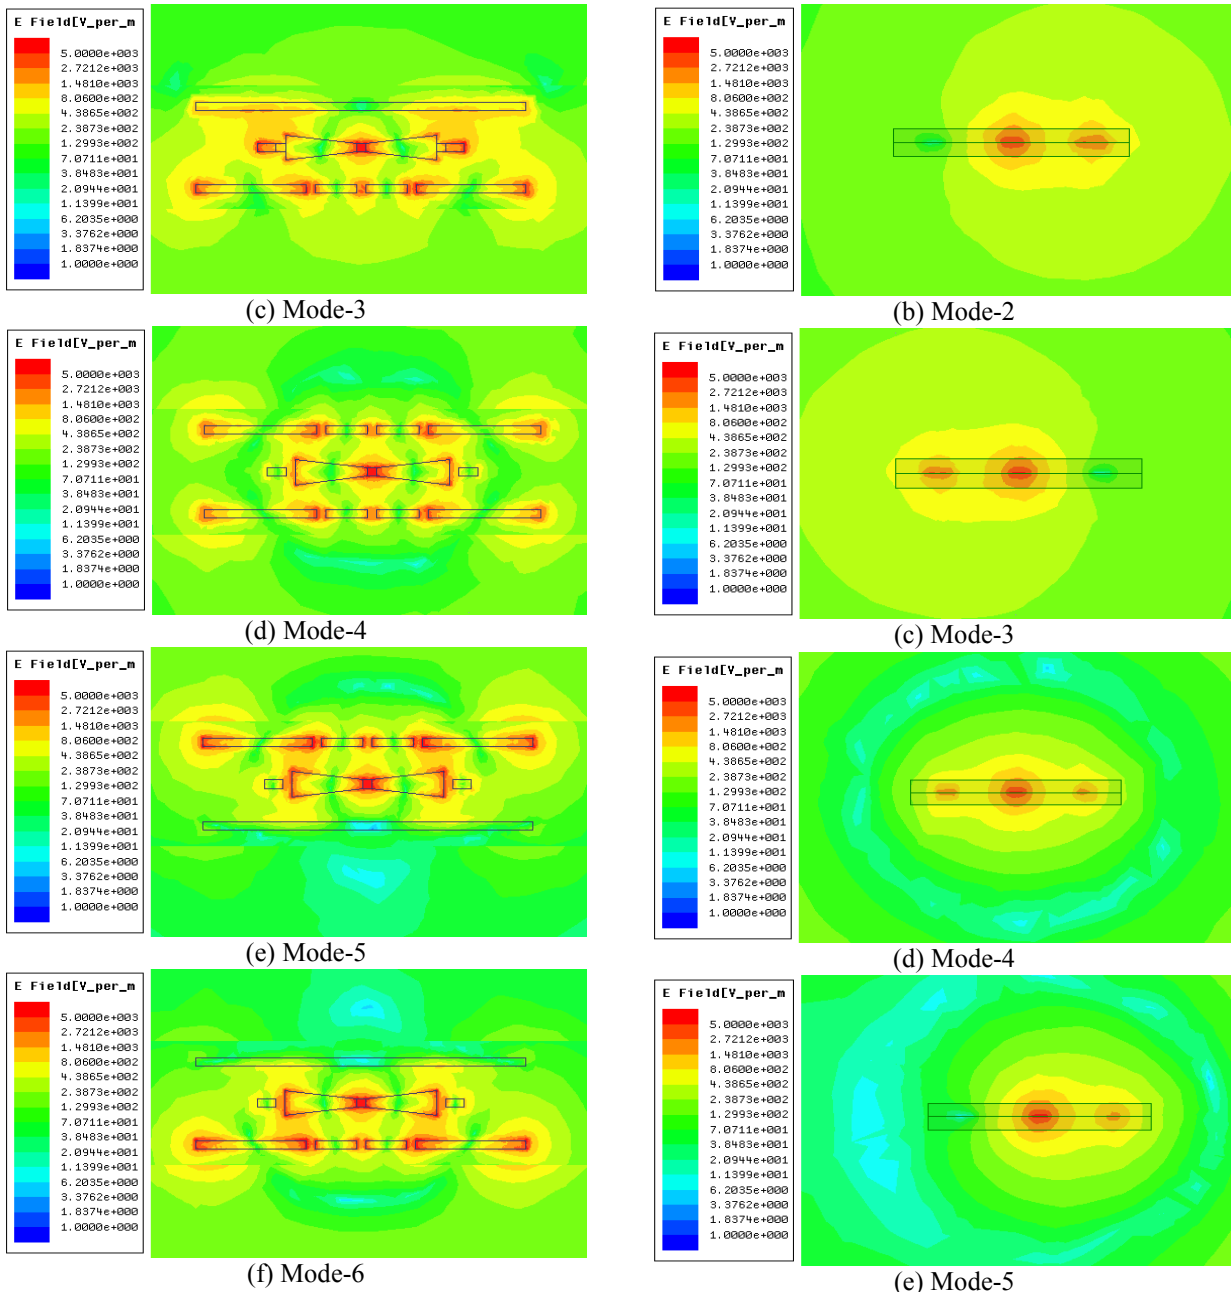 E Field[V_per_m
5.0000e+003
2.7212e+003
1.4810e+003
8.0600e+002
4.3865e+002
2.3873e+002
1.2993e+002
7.0711e+001
3.8483e+001
2.0944e+001
1.1399e+001
6.2035e+000
3.3762e+000
1.8374e+000
1.0000e+000
(c) Mode-3
E Field[V_per_m
5.0000e+003
2.7212e+003
1.4810e+003
8.0600e+002
4.3865e+002
2.3873e+002
1.2993e+002
7.0711e+001
3.8483e+001
2.0944e+001
1.1399e+001
6.2035e+000
3.3762e+000
1.8374e+000
1.0000e+000
(d) Mode-4
E Field[V_per_m
5.0000e+003
2.7212e+003
1.4810e+003
8.0600e+002
4.3865e+002
2.3873e+002
1.2993e+002
7.0711e+001
3.8483e+001
2.0944e+001
1.1399e+001
6.2035e+000
3.3762e+000
1.8374e+000
1.0000e+000
(e) Mode-5
E Field[V_per_m
5.0000e+003
2.7212e+003
1.4810e+003
8.0600e+002
4.3865e+002
2.3873e+002
1.2993e+002
7.0711e+001
3.8483e+001
2.0944e+001
1.1399e+001
6.2035e+000
3.3762e+000
1.8374e+000
1.0000e+000
(f) Mode-6
E Field[V_per_m
5.0000e+003
2.7212e+003
1.4810e+003
8.0600e+002
4.3865e+002
2.3873e+002
1.2993e+002
7.0711e+001
3.8483e+001
2.0944e+001
1.1399e+001
6.2035e+000
3.3762e+000
1.8374e+000
1.0000e+000
(b) Mode-2
E Field[V_per_m
5.0000e+003
2.7212e+003
1.4810e+003
8.0600e+002
4.3865e+002
2.3873e+002
1.2993e+002
7.0711e+001
3.8483e+001
2.0944e+001
1.1399e+001
6.2035e+000
3.3762e+000
1.8374e+000
1.0000e+000
(c) Mode-3
E Field[V_per_m
5.0000e+003
2.7212e+003
1.4810e+003
8.0600e+002
4.3865e+002
2.3873e+002
1.2993e+002
7.0711e+001
3.8483e+001
2.0944e+001
1.1399e+001
6.2035e+000
3.3762e+000
1.8374e+000
1.0000e+000
(d) Mode-4
E Field[V_per_m
5.0000e+003
2.7212e+003
1.4810e+003
8.0600e+002
4.3865e+002
2.3873e+002
1.2993e+002
7.0711e+001
3.8483e+001
2.0944e+001
1.1399e+001
6.2035e+000
3.3762e+000
1.8374e+000
1.0000e+000
(e) Mode-5